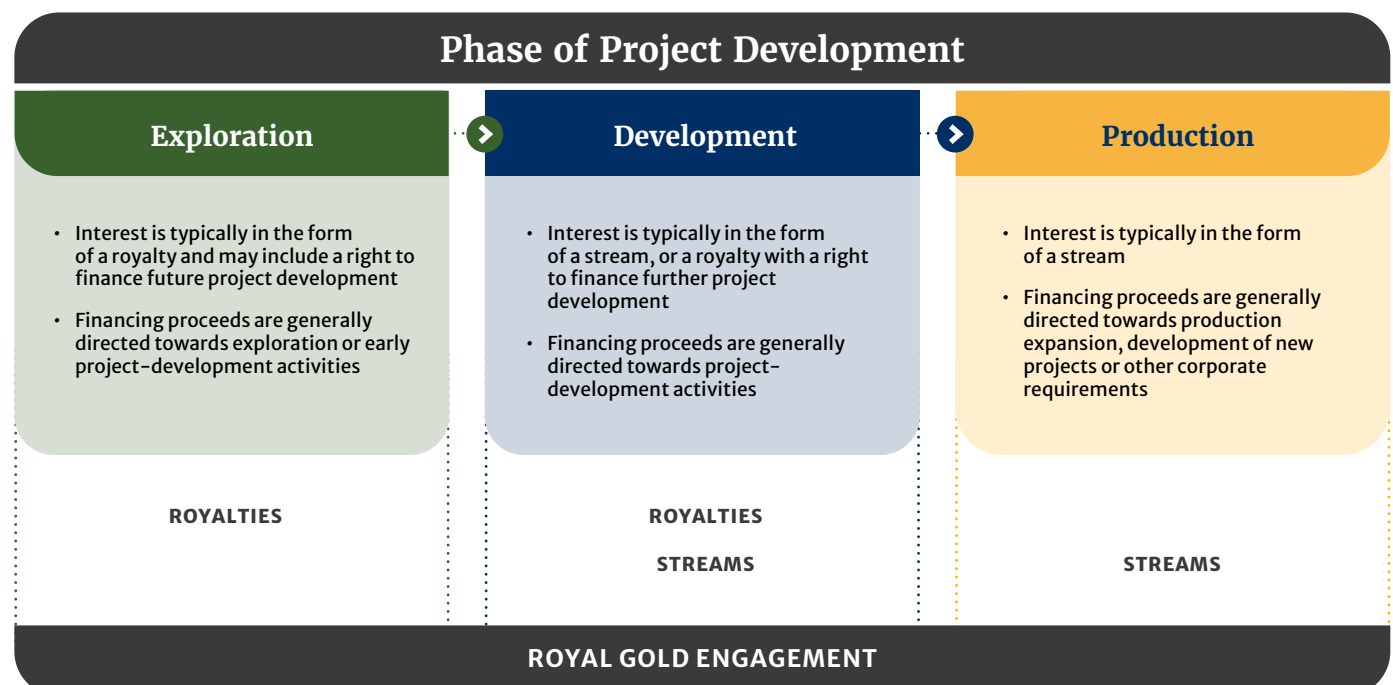 Phase of Project Development
Exploration
• Interest is typically in the form
of a royalty and may include a right to
finance future project development
• Financing proceeds are generally
directed towards exploration or early
project-development activities
ROYALTIES
Development
• Interest is typically in the form
of a stream, or a royalty with a right
to finance further project
development
• Financing proceeds are generally
directed towards project-
development activities
ROYALTIES
STREAMS
Production
• Interest is typically in the form
of a stream
• Financing proceeds are generally
directed towards production
expansion, development of new
projects or other corporate
requirements
STREAMS
ROYAL GOLD ENGAGEMENT